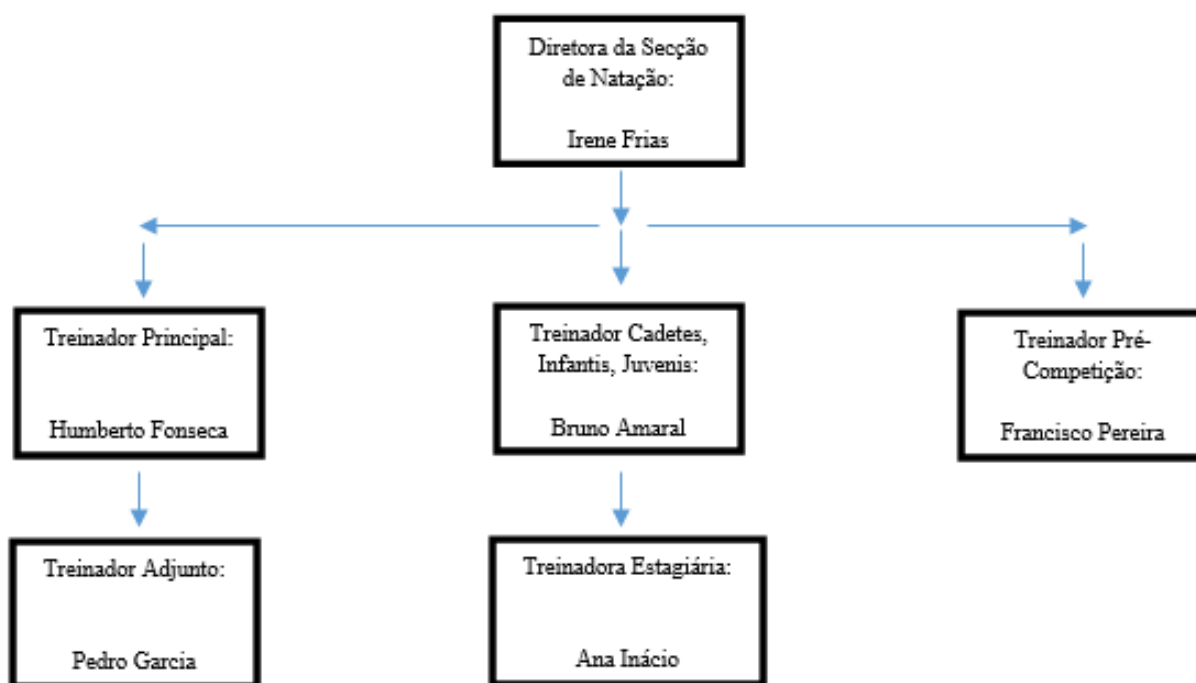 Diretora da Secção
de Natação:
Irene Frias
Treinador Principal:
Humberto Fonseca
Treinador Cadetes,
Infantis, Juvenis:
Bruno Amaral
Treinador Pré-
Competição:
Francisco Pereira
Treinador Adjunto:
Pedro Garcia
Treinadora Estagiária:
Ana Inácio